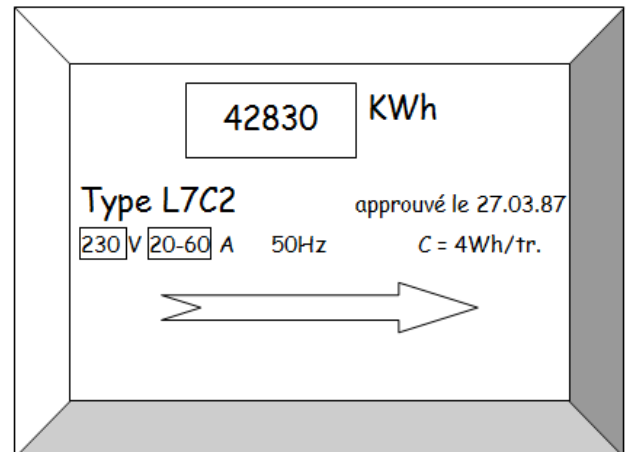 42830 KWh
Type L7C2 approuvé le 27.03.87
230 V 20-60 A 50Hz C = 4Wh/tr.